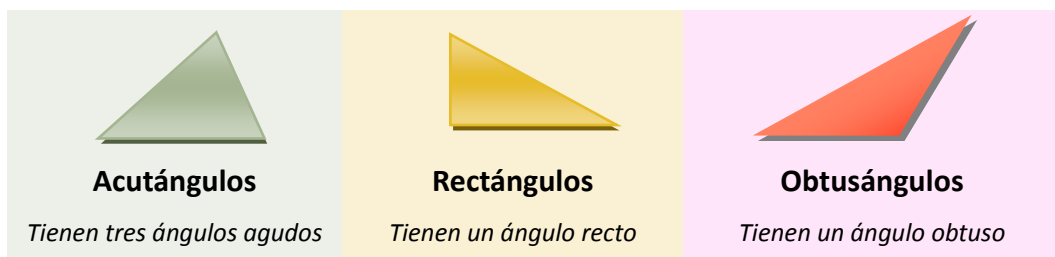 Acutángulos
Tienen tres ángulos agudos
Rectángulos
Tienen un ángulo recto
Obtusángulos
Tienen un ángulo obtuso